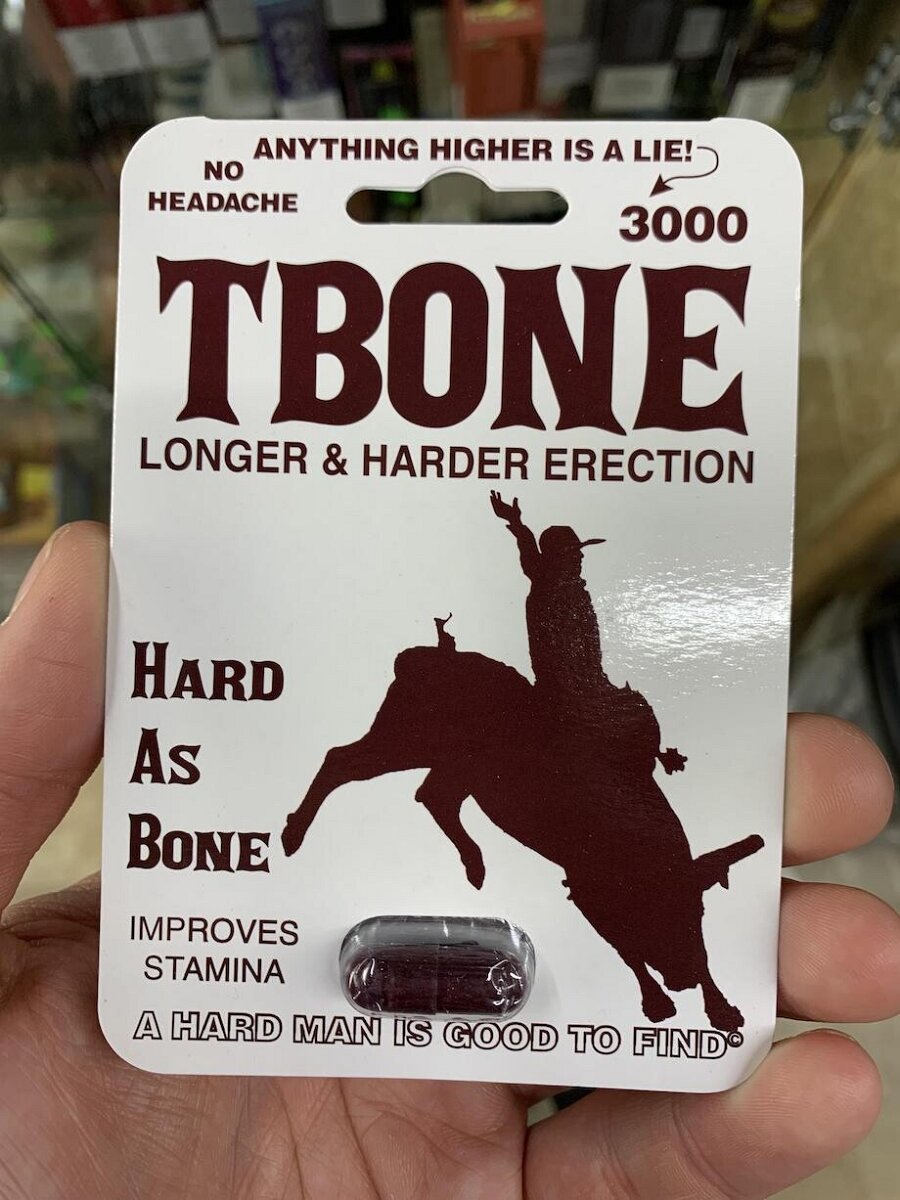 ANYTHING HIGHER IS A LIE!
NO
HEADACHE
3000
TBONE
LONGER & HARDER ERECTION
HARD
AS
BONE
IMPROVES
STAMINA
A HARD MAN IS GOOD TO FIND©